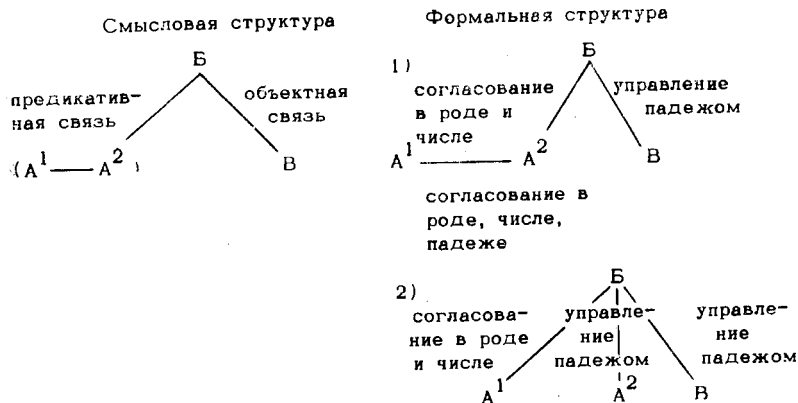 Смысловая структура
Формальная структура
Б
предикатив-
ная связь
объектная
связь
(А¹ — А²)
В
1)
Б
согласование
в роде и
числе
управление
падежом
А¹
А²
В
согласование в
роде, числе,
падеже
2)
Б
согласова-
ние в роде
и числе
управле-
ние
падежом
управле-
ние
падежом
А¹
А²
В